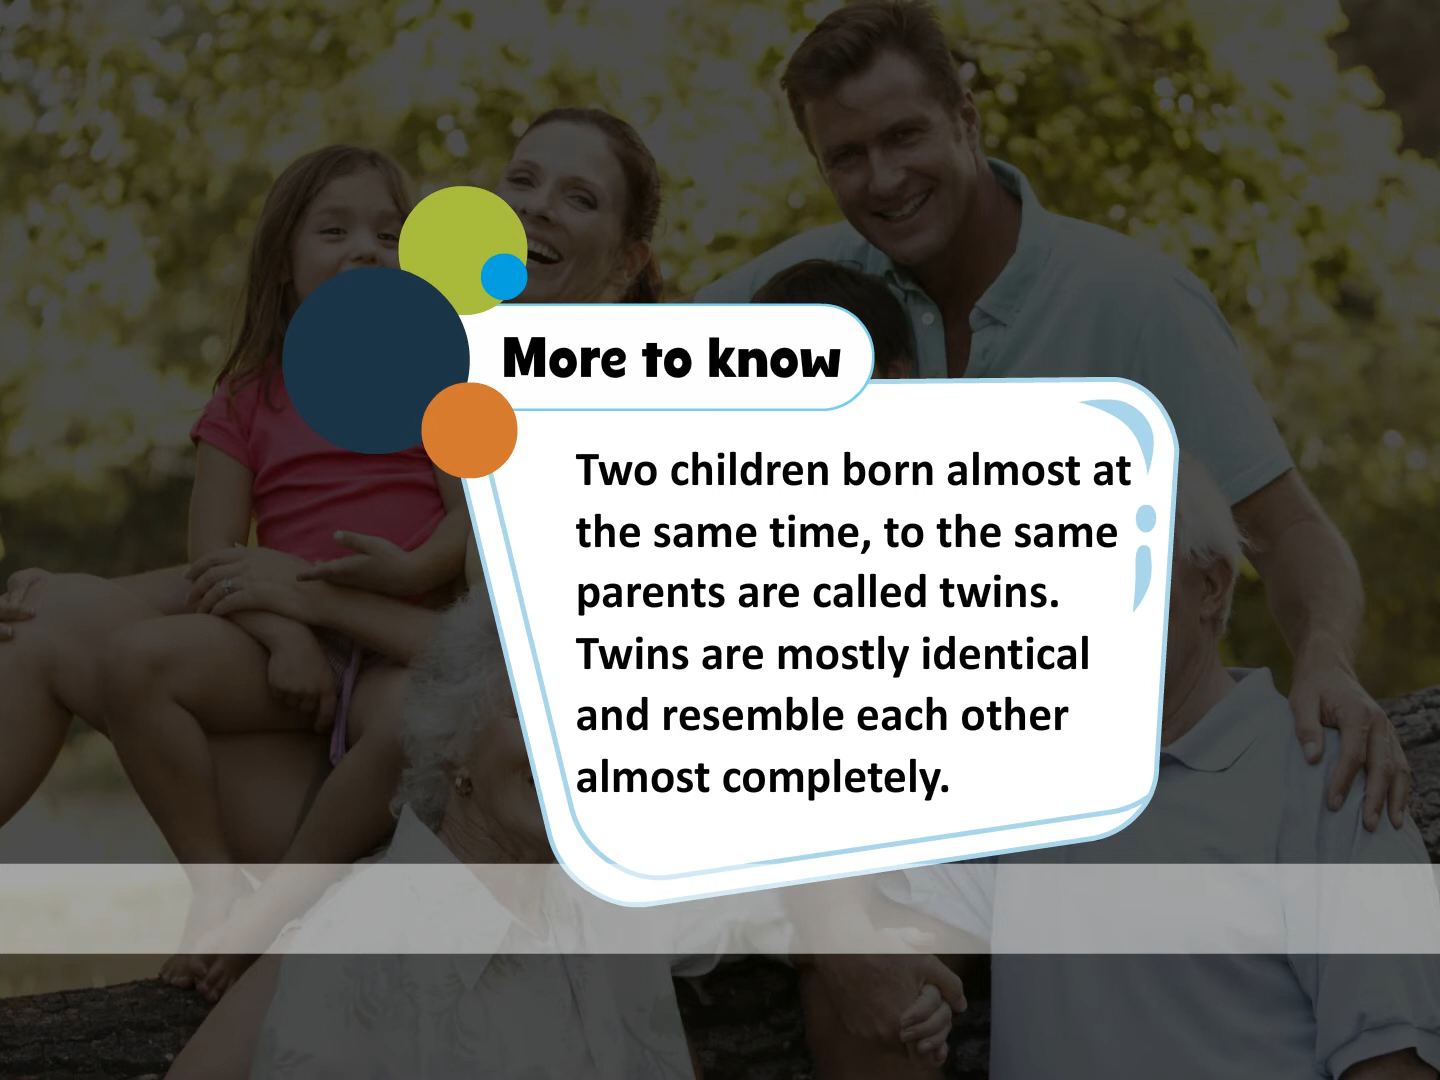 More to know
Two children born almost at
the same time, to the same
parents are called twins.
Twins are mostly identical
and resemble each other
almost completely.